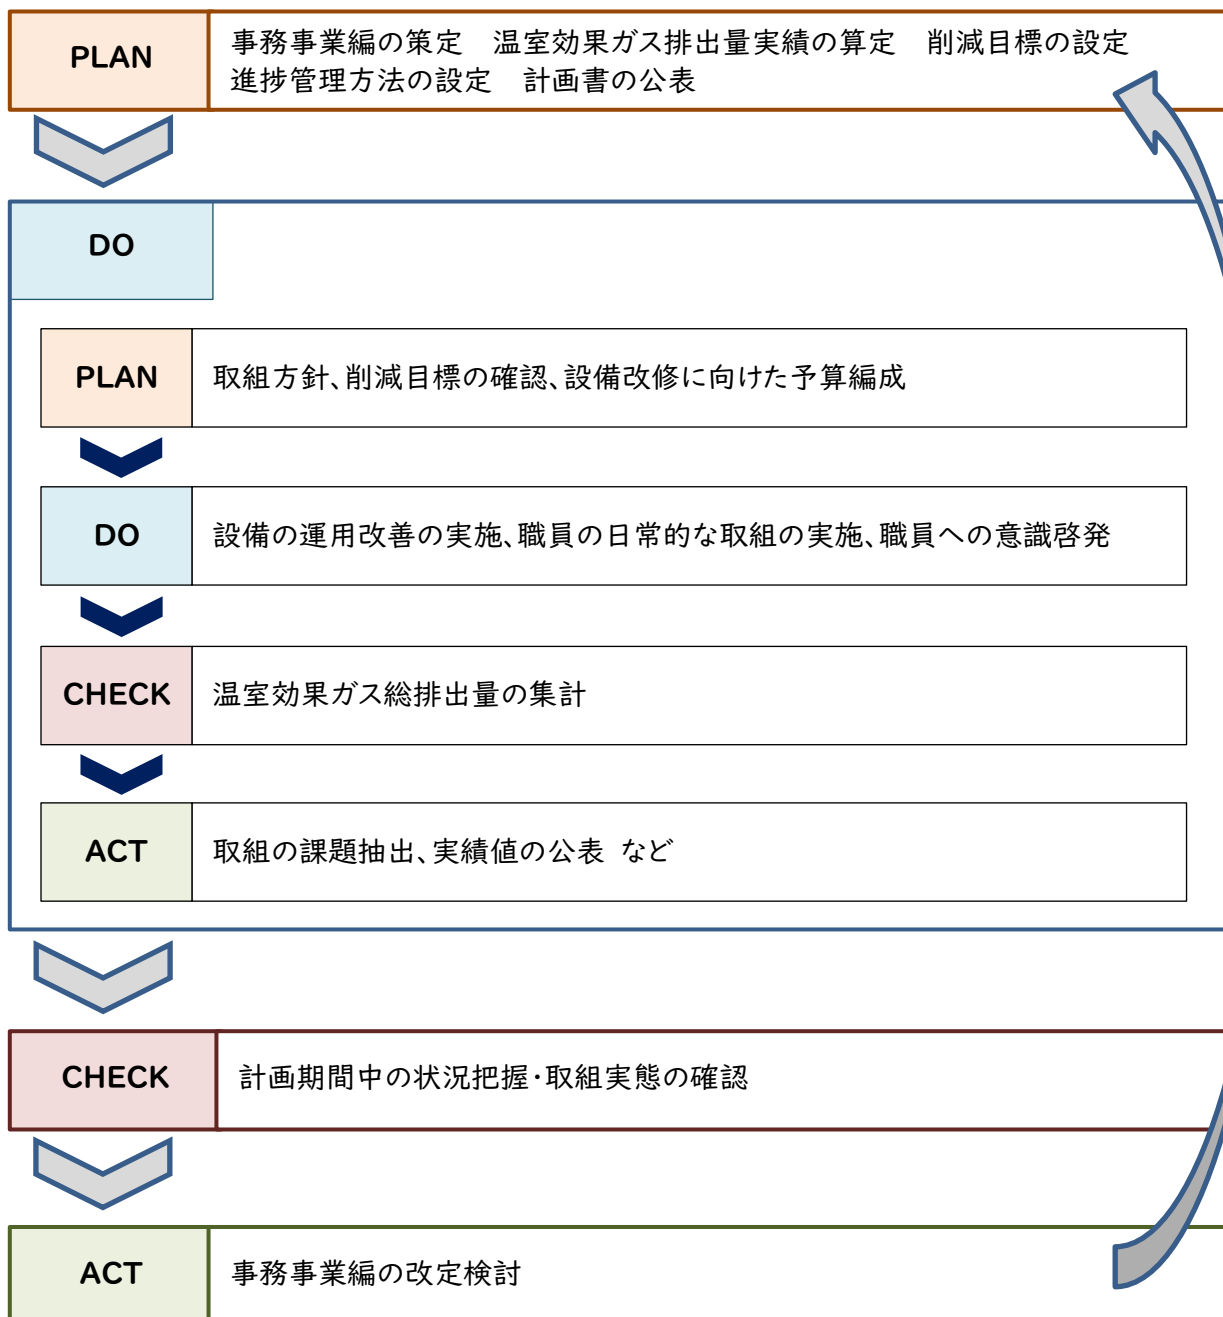 PLAN
事務事業編の策定　温室効果ガス排出量実績の算定　削減目標の設定
進捗管理方法の設定　計画書の公表
DO
PLAN
取組方針、削減目標の確認、設備改修に向けた予算編成
DO
設備の運用改善の実施、職員の日常的な取組の実施、職員への意識啓発
CHECK
温室効果ガス総排出量の集計
ACT
取組の課題抽出、実績値の公表 など
CHECK
計画期間中の状況把握・取組実態の確認
ACT
事務事業編の改定検討